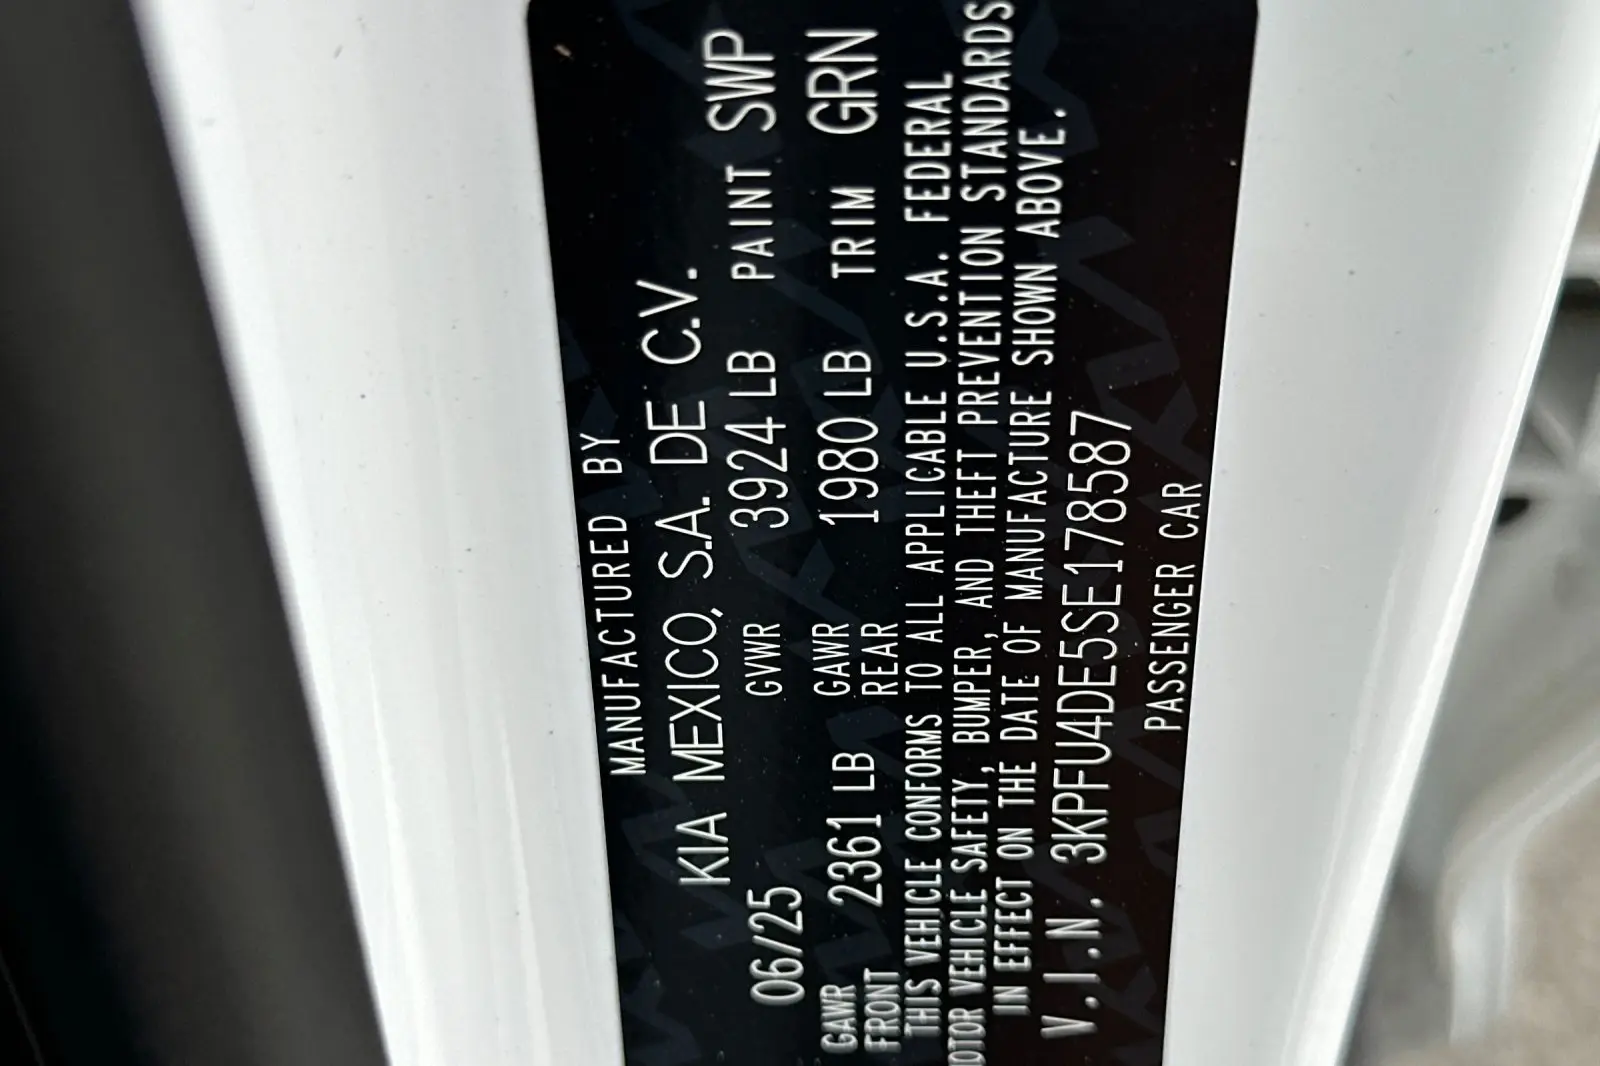 MANUFACTURED BY
KIA MEXICO, S.A. DE C.V.
06/25 GVWR 3924 LB PAINT SWP
GAWR FRONT 2361 LB GAWR REAR 1980 LB TRIM GRN
THIS VEHICLE CONFORMS TO ALL APPLICABLE U.S.A. FEDERAL
MOTOR VEHICLE SAFETY, BUMPER, AND THEFT PREVENTION STANDARDS
IN EFFECT ON THE DATE OF MANUFACTURE SHOWN ABOVE.
V.I.N. 3KPFU4DE5SE178587
PASSENGER CAR